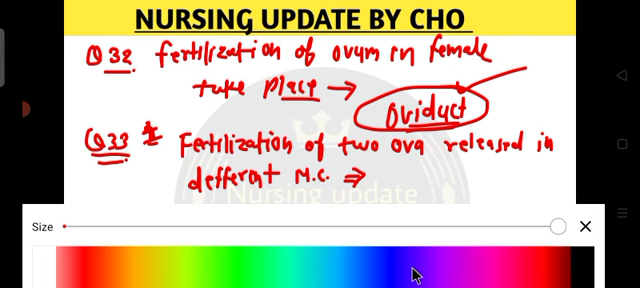 NURSING UPDATE BY CHO
Q32. Fertilization of ovum in female
take place → Oviduct
Q33 * Fertilization of two ova released in
different M.C. ⇒
Nursing update
Size